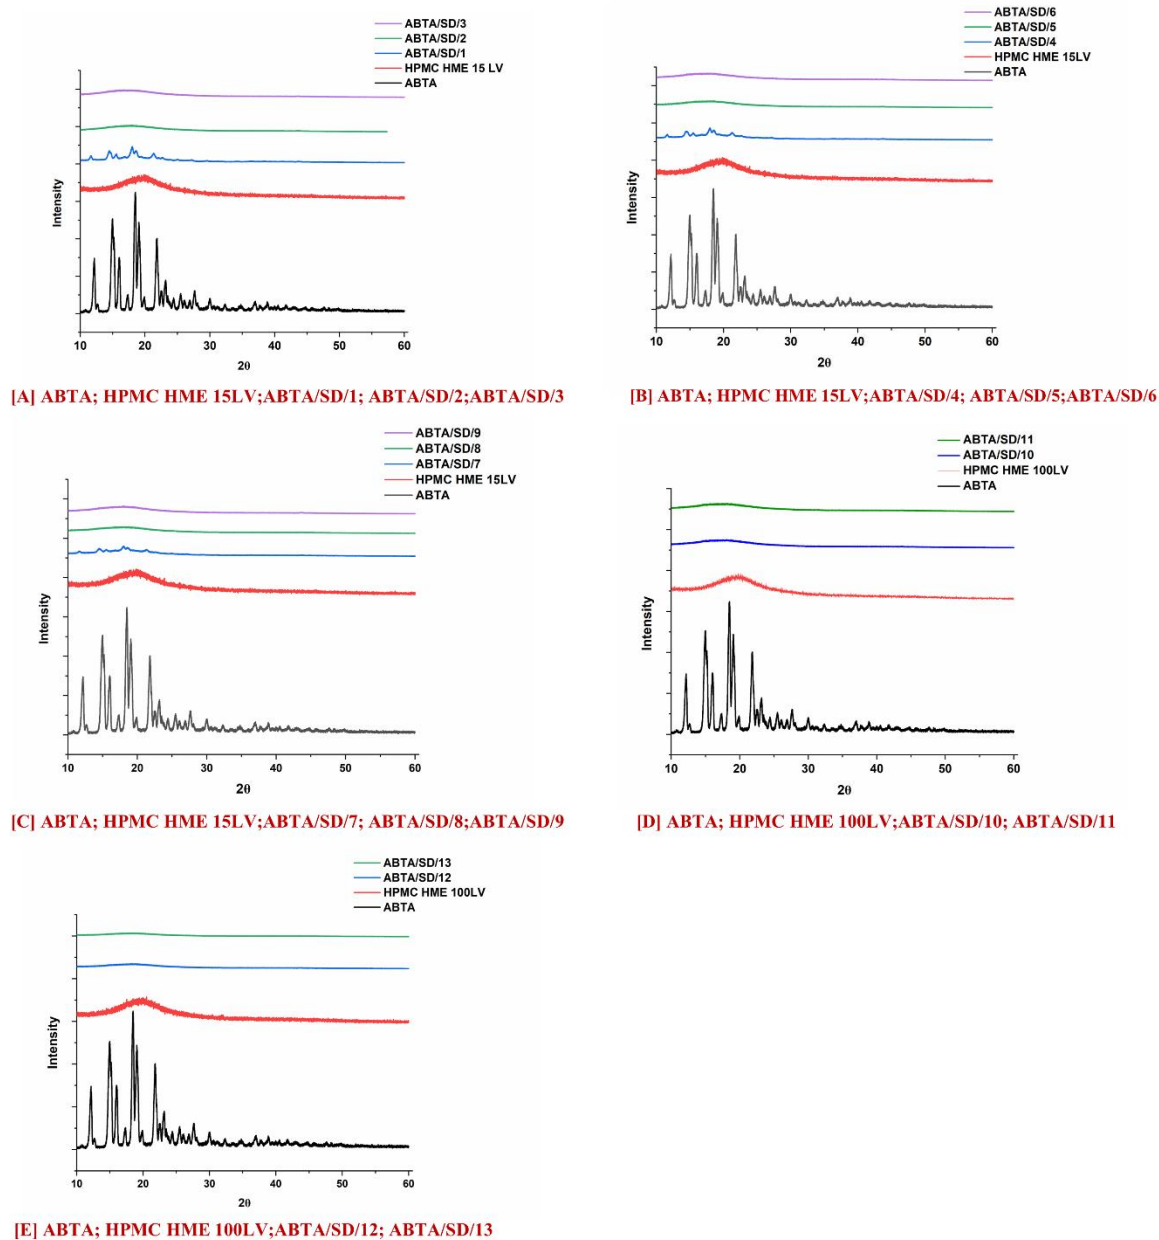 ABTA/SD/3
ABTA/SD/2
ABTA/SD/1
HPMC HME 15 LV
ABTA
Intensity
10 20 30 40 50 60
2θ
[A] ABTA; HPMC HME 15LV;ABTA/SD/1; ABTA/SD/2;ABTA/SD/3
ABTA/SD/6
ABTA/SD/5
ABTA/SD/4
HPMC HME 15LV
ABTA
Intensity
10 20 30 40 50 60
2θ
[B] ABTA; HPMC HME 15LV;ABTA/SD/4; ABTA/SD/5;ABTA/SD/6
ABTA/SD/9
ABTA/SD/8
ABTA/SD/7
HPMC HME 15LV
ABTA
Intensity
10 20 30 40 50 60
2θ
[C] ABTA; HPMC HME 15LV;ABTA/SD/7; ABTA/SD/8;ABTA/SD/9
ABTA/SD/11
ABTA/SD/10
HPMC HME 100LV
ABTA
Intensity
10 20 30 40 50 60
2θ
[D] ABTA; HPMC HME 100LV;ABTA/SD/10; ABTA/SD/11
ABTA/SD/13
ABTA/SD/12
HPMC HME 100LV
ABTA
Intensity
10 20 30 40 50 60
2θ
[E] ABTA; HPMC HME 100LV;ABTA/SD/12; ABTA/SD/13